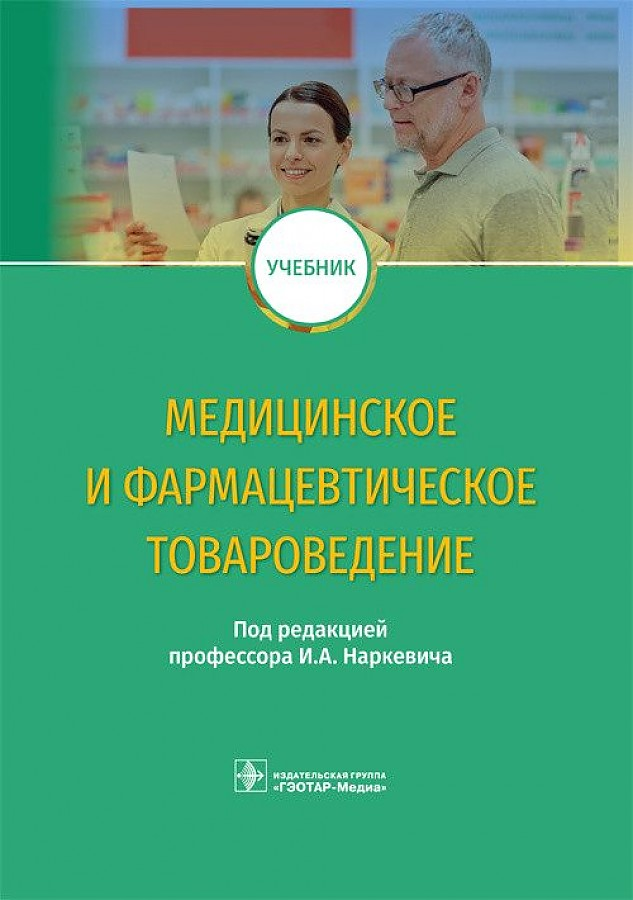 УЧЕБНИК
МЕДИЦИНСКОЕ
И ФАРМАЦЕВТИЧЕСКОЕ
ТОВАРОВЕДЕНИЕ
Под редакцией
профессора И.А. Наркевича
ИЗДАТЕЛЬСКАЯ ГРУППА
«ГЭОТАР-Медиа»